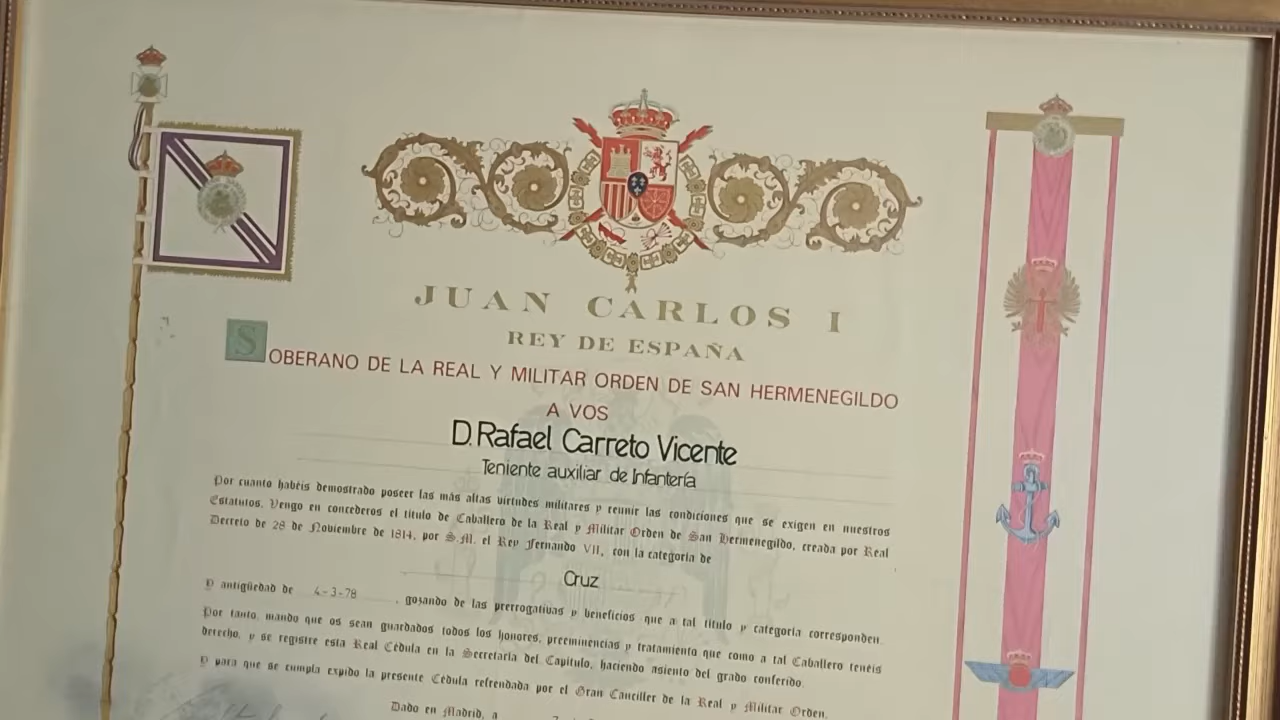 JUAN CARLOS I
REY DE ESPAÑA
SOBERANO DE LA REAL Y MILITAR ORDEN DE SAN HERMENEGILDO
A VOS
D. Rafael Carreto Vicente
Teniente auxiliar de Infantería
Por cuanto habéis demostrado poseer las más altas virtudes militares y reunir las condiciones que se exigen en nuestros
Estatutos, Vengo en concederos el título de Caballero de la Real y Militar Orden de San Hermenegildo, creada por Real
Decreto de 28 de Noviembre de 1814, por S.M. el Rey Fernando VII, con la categoría de
Cruz
Y antigüedad de 4-3-78, gozando de las prerrogativas y beneficios que a tal título y categoría corresponden.
Por tanto, mando que os sean guardados todos los honores, preeminencias y tratamiento que como a tal Caballero tenéis
derecho, y se registre esta Real Cédula en la Secretaría del Capítulo, haciendo asiento del grado conferido.
Y para que se cumpla expido la presente Cédula refrendada por el Gran Canciller de la Real y Militar Orden.
Dado en Madrid, a